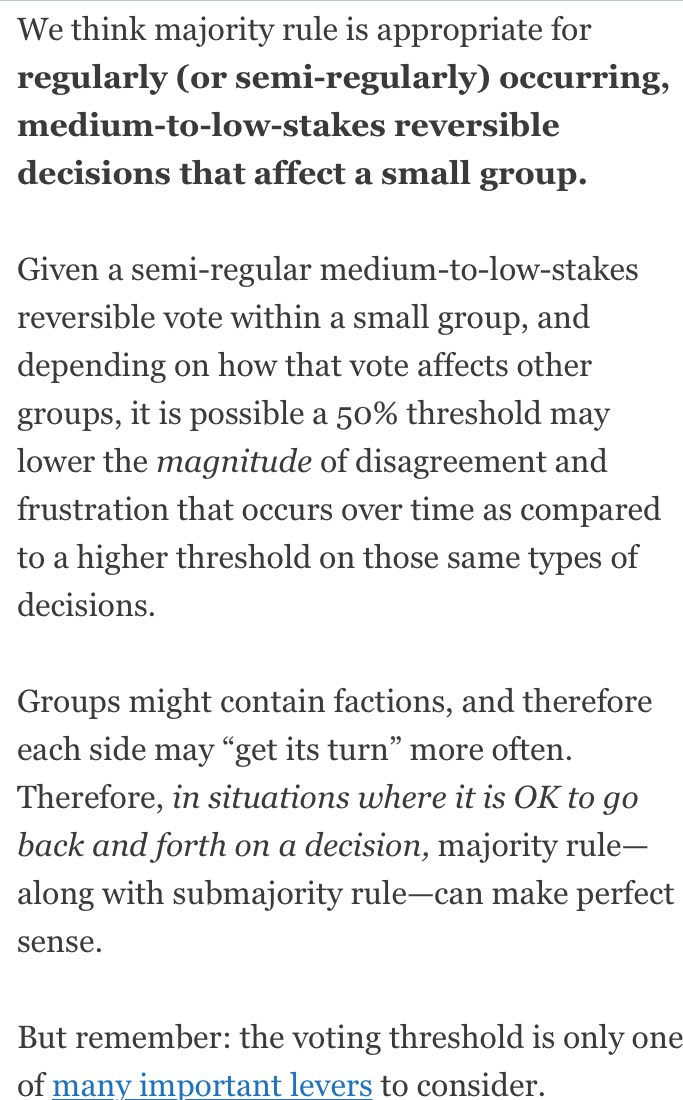 We think majority rule is appropriate for
regularly (or semi-regularly) occurring,
medium-to-low-stakes reversible
decisions that affect a small group.
Given a semi-regular medium-to-low-stakes
reversible vote within a small group, and
depending on how that vote affects other
groups, it is possible a 50% threshold may
lower the magnitude of disagreement and
frustration that occurs over time as compared
to a higher threshold on those same types of
decisions.
Groups might contain factions, and therefore
each side may “get its turn” more often.
Therefore, in situations where it is OK to go
back and forth on a decision, majority rule—
along with submajority rule—can make perfect
sense.
But remember: the voting threshold is only one
of many important levers to consider.